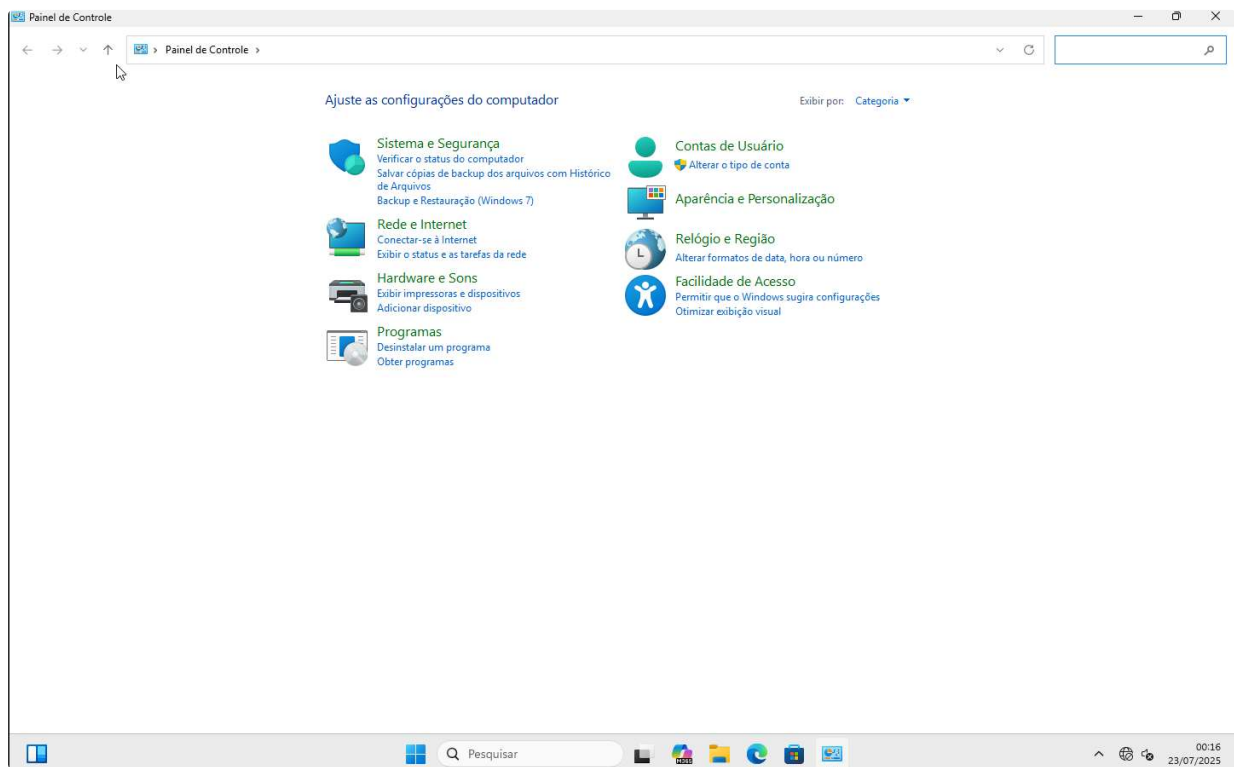 Painel de Controle
Painel de Controle
Ajuste as configurações do computador
Exibir por: Categoria
Sistema e Segurança
Verificar o status do computador
Salvar cópias de backup dos arquivos com Histórico
de Arquivos
Backup e Restauração (Windows 7)
Rede e Internet
Conectar-se à Internet
Exibir o status e as tarefas da rede
Hardware e Sons
Exibir impressoras e dispositivos
Adicionar dispositivo
Programas
Desinstalar um programa
Obter programas
Contas de Usuário
Alterar o tipo de conta
Aparência e Personalização
Relógio e Região
Alterar formatos de data, hora ou número
Facilidade de Acesso
Permitir que o Windows sugira configurações
Otimizar exibição visual
Pesquisar
M365
00:16
23/07/2025